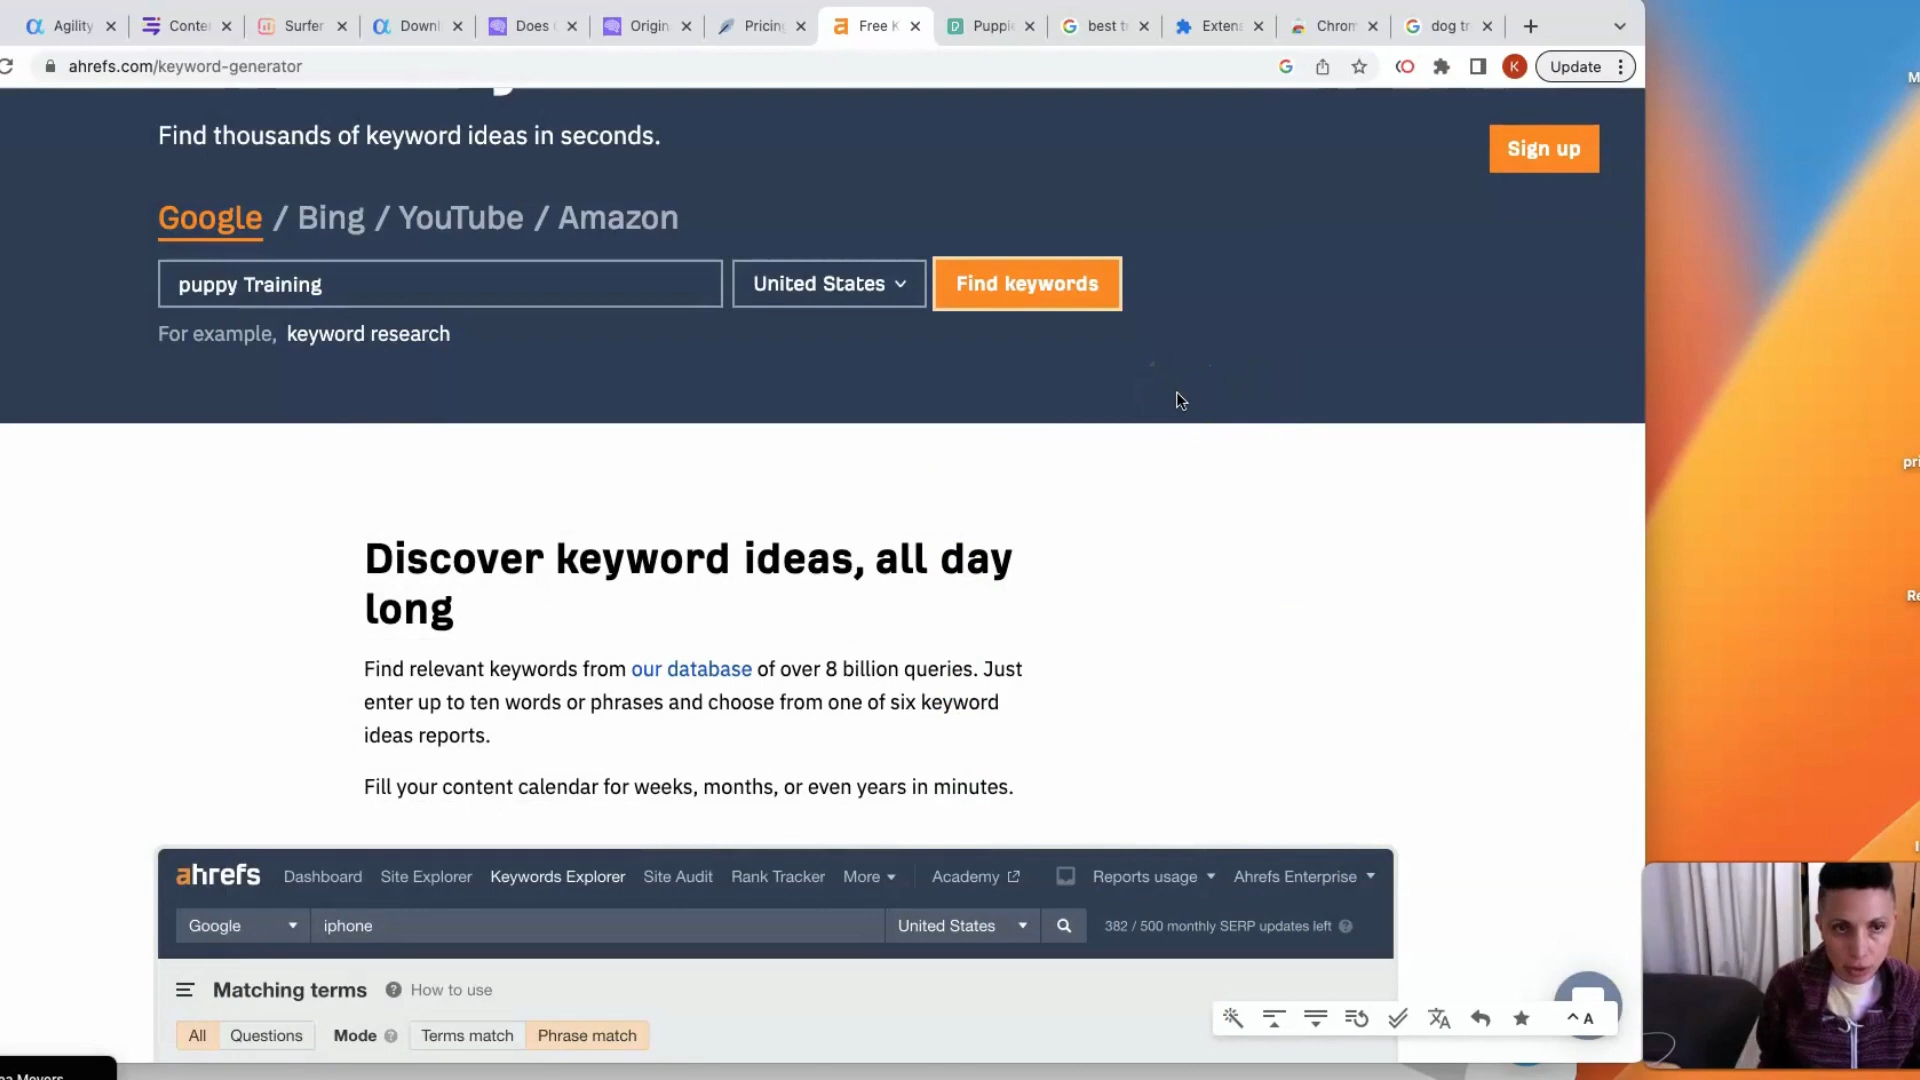 Agility
Conte
Surfer
Downl
Does
Origin
Pricing
Free K
Puppie
best t
Extens
Chrom
dog tr
ahrefs.com/keyword-generator
K
Update
Find thousands of keyword ideas in seconds.
Sign up
Google / Bing / YouTube / Amazon
puppy Training
United States
Find keywords
For example, keyword research
Discover keyword ideas, all day
long
Find relevant keywords from our database of over 8 billion queries. Just
enter up to ten words or phrases and choose from one of six keyword
ideas reports.
Fill your content calendar for weeks, months, or even years in minutes.
ahrefs Dashboard Site Explorer Keywords Explorer Site Audit Rank Tracker More Academy Reports usage Ahrefs Enterprise
Google iphone United States 382 / 500 monthly SERP updates left
Matching terms How to use
All Questions Mode Terms match Phrase match
A